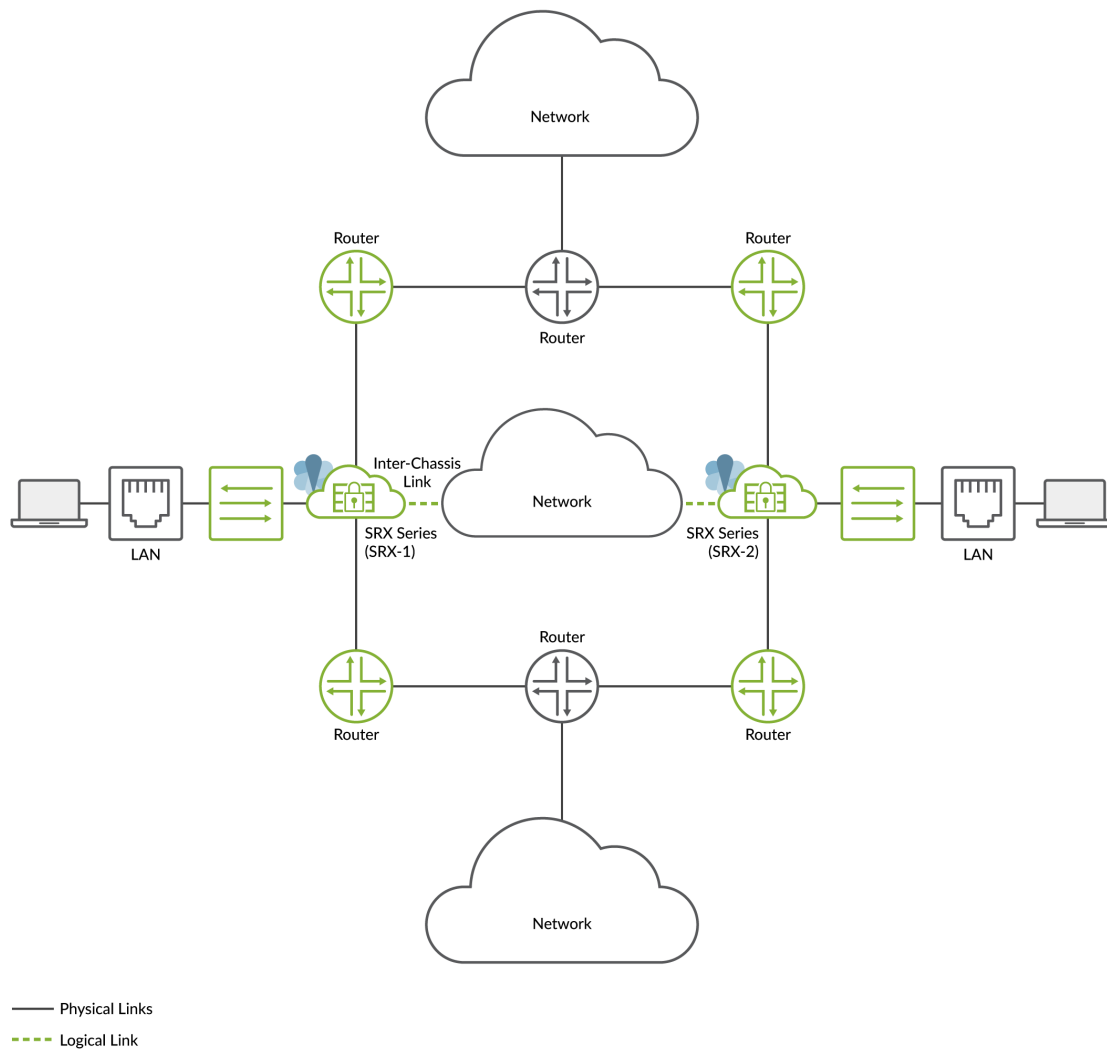 Network
Router
Router
Router
Inter-Chassis
Link
Network
SRX Series
(SRX-1)
SRX Series
(SRX-2)
LAN
LAN
Router
Router
Router
Network
Physical Links
Logical Link